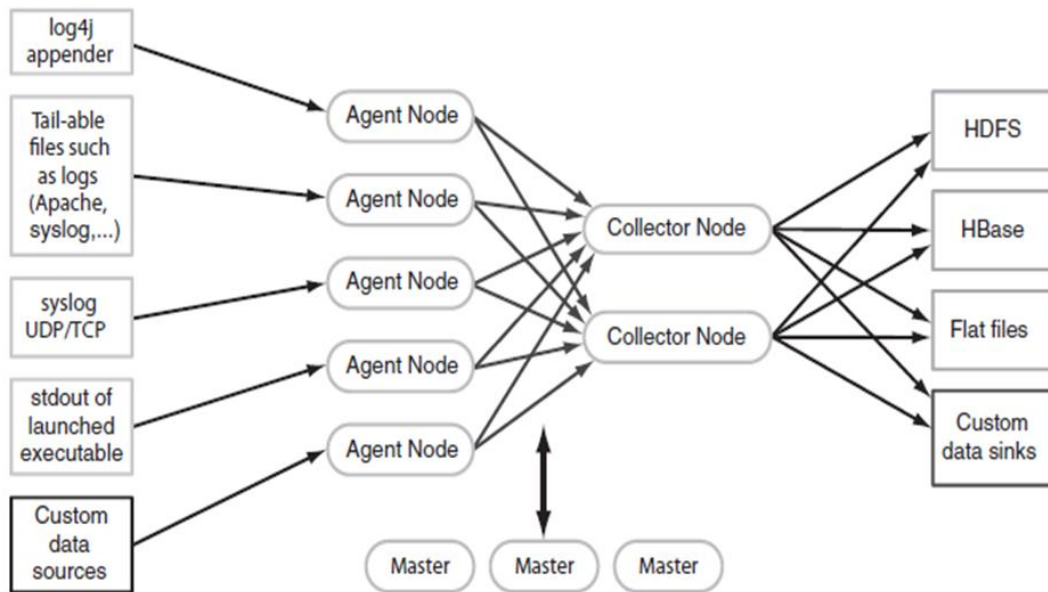 log4j
appender
Tail-able
files such
as logs
(Apache,
syslog,...)
syslog
UDP/TCP
stdout of
launched
executable
Custom
data
sources
Agent Node
Agent Node
Agent Node
Agent Node
Agent Node
Collector Node
Collector Node
Master
Master
Master
HDFS
HBase
Flat files
Custom
data sinks